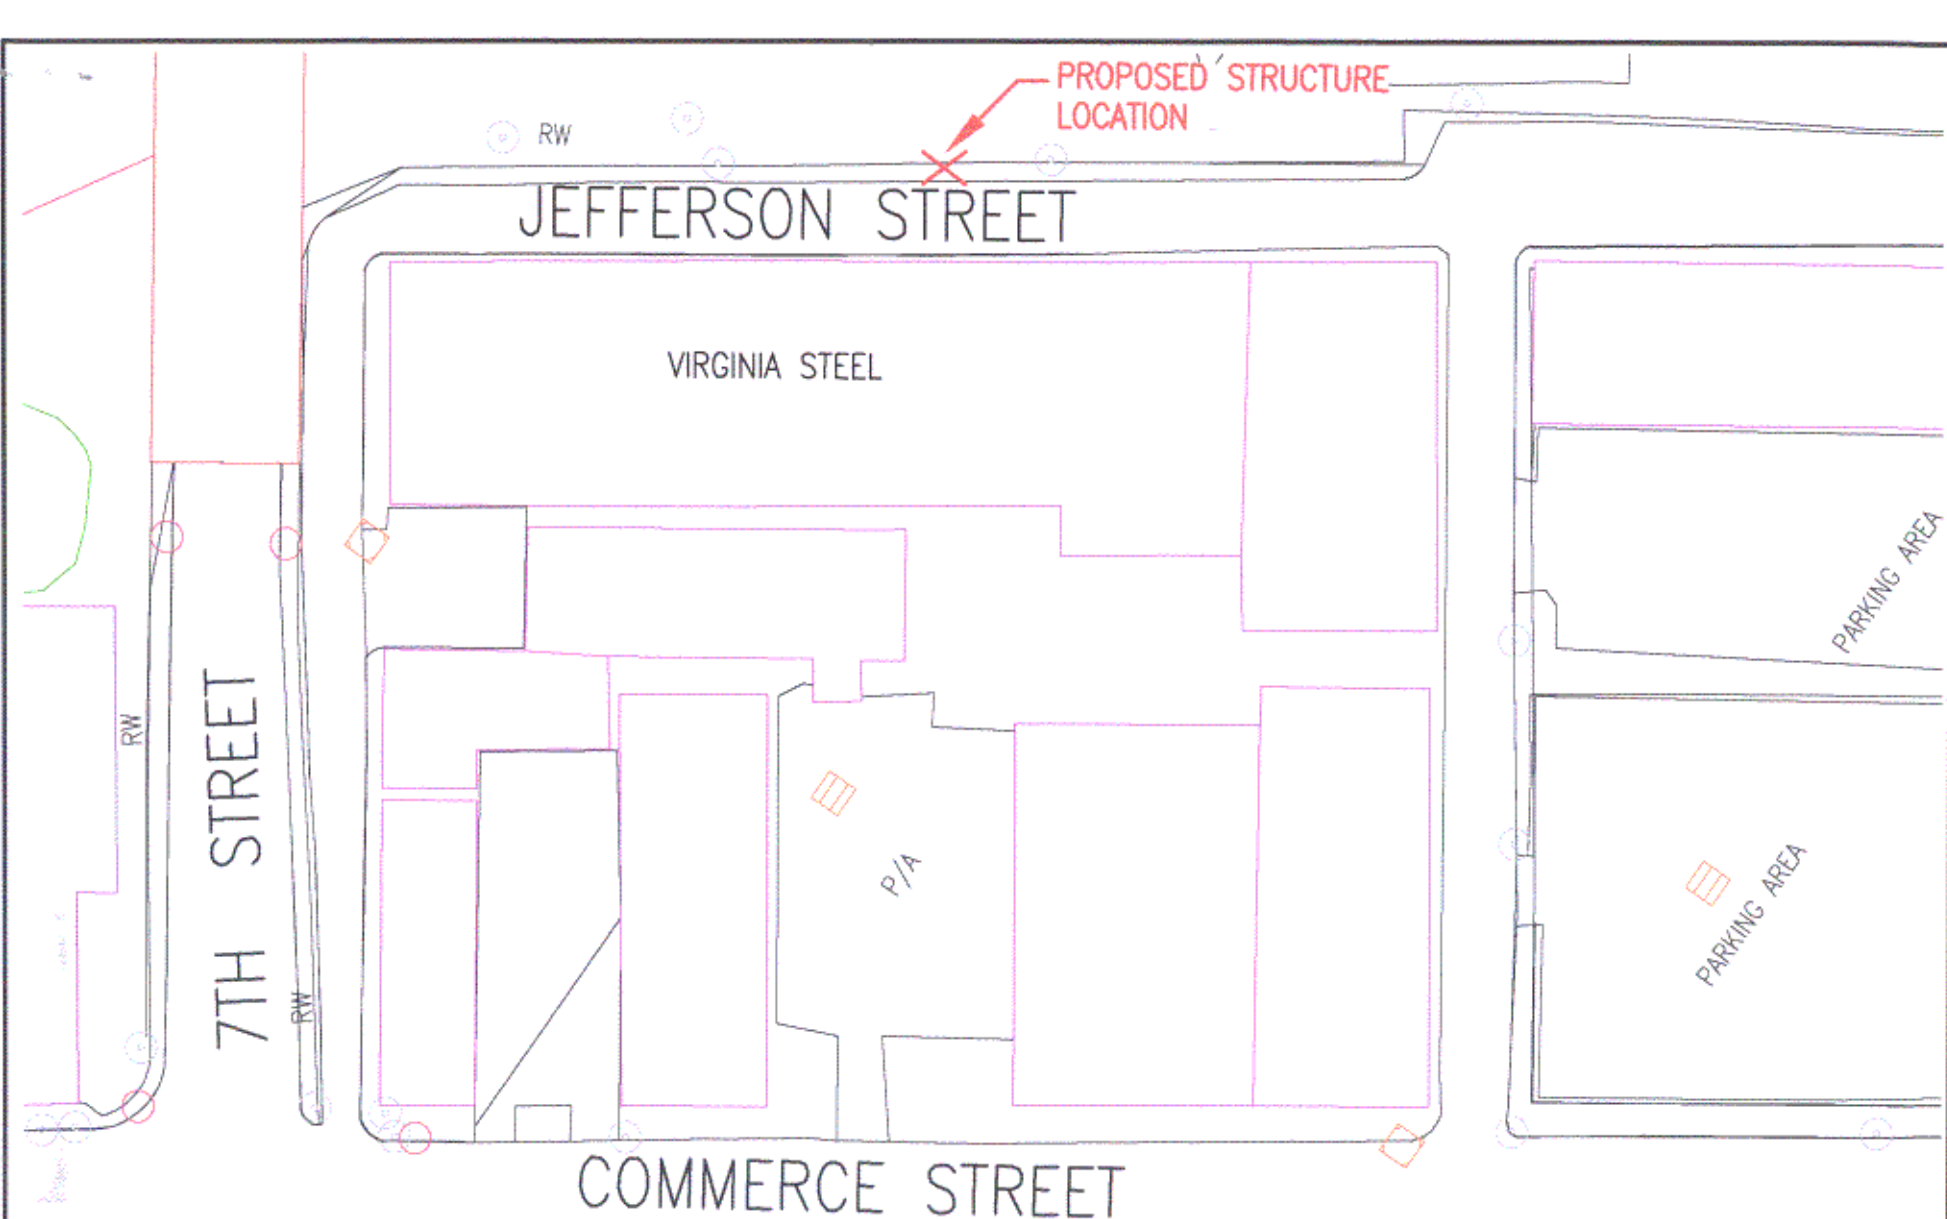 PROPOSED STRUCTURE
LOCATION
RW
JEFFERSON STREET
VIRGINIA STEEL
PARKING AREA
RW
7TH STREET
P/A
PARKING AREA
RW
COMMERCE STREET